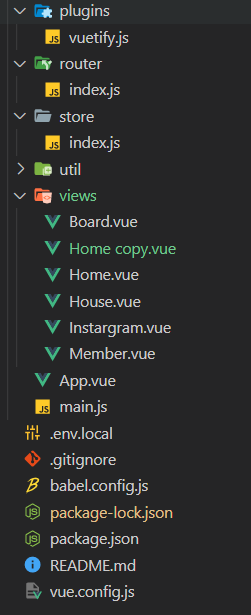 plugins
vuetify.js
router
index.js
store
index.js
util
views
Board.vue
Home copy.vue
Home.vue
House.vue
Instargram.vue
Member.vue
App.vue
main.js
.env.local
.gitignore
babel.config.js
package-lock.json
package.json
README.md
vue.config.js